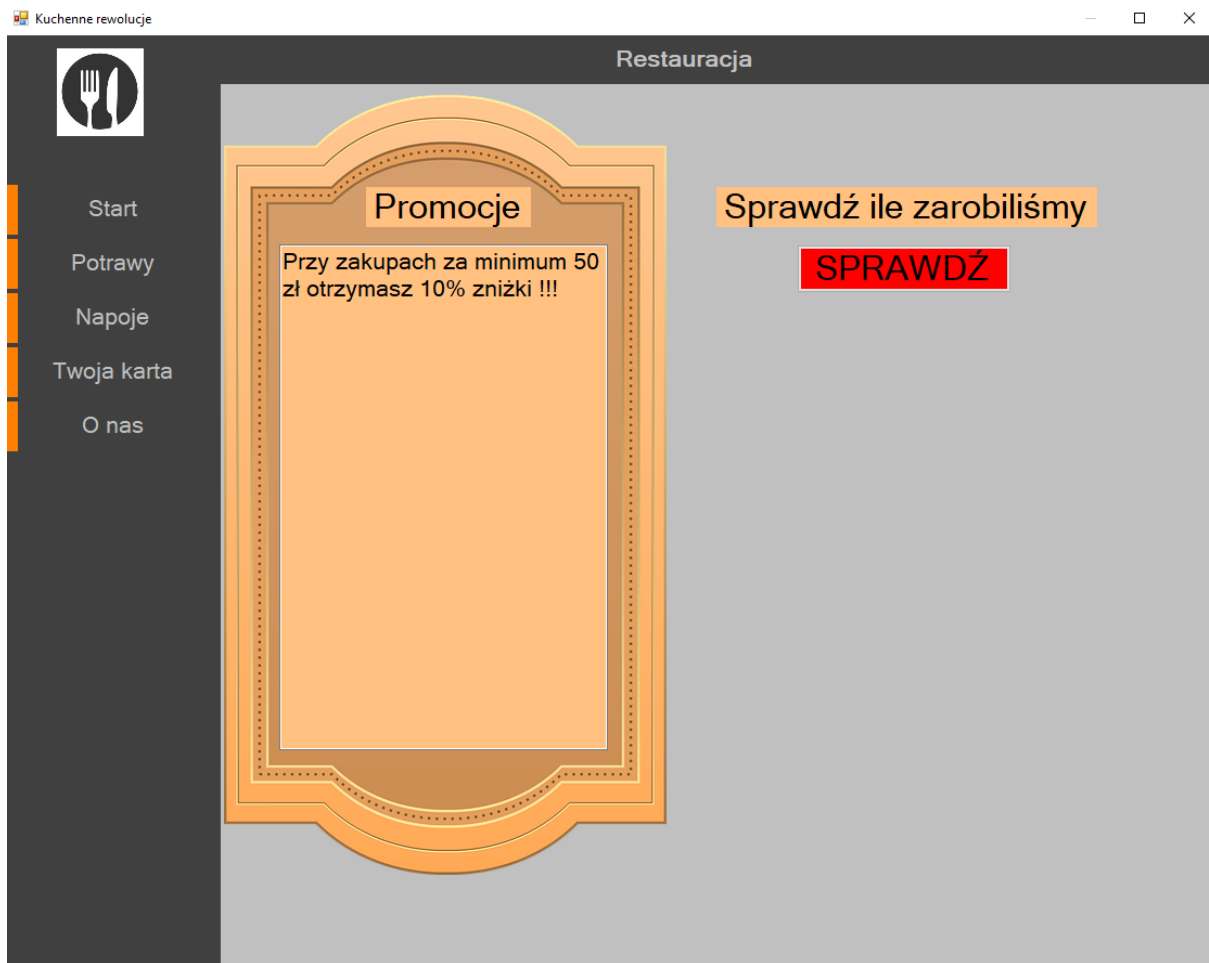 Kuchenne rewolucje
Restauracja
Start
Potrawy
Napoje
Twoja karta
O nas
Promocje
Przy zakupach za minimum 50
zł otrzymasz 10% zniżki !!!
Sprawdź ile zarobiliśmy
SPRAWDŹ